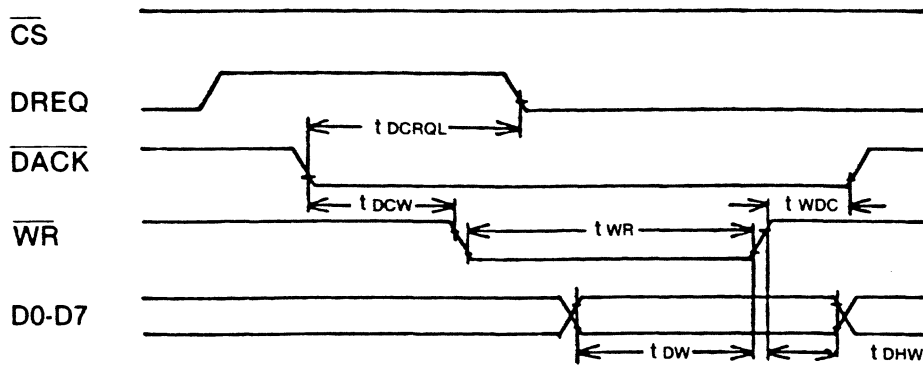 CS
DREQ
t DCRQL
DACK
t DCW
t WDC
WR
t WR
D0-D7
t DW
t DHW